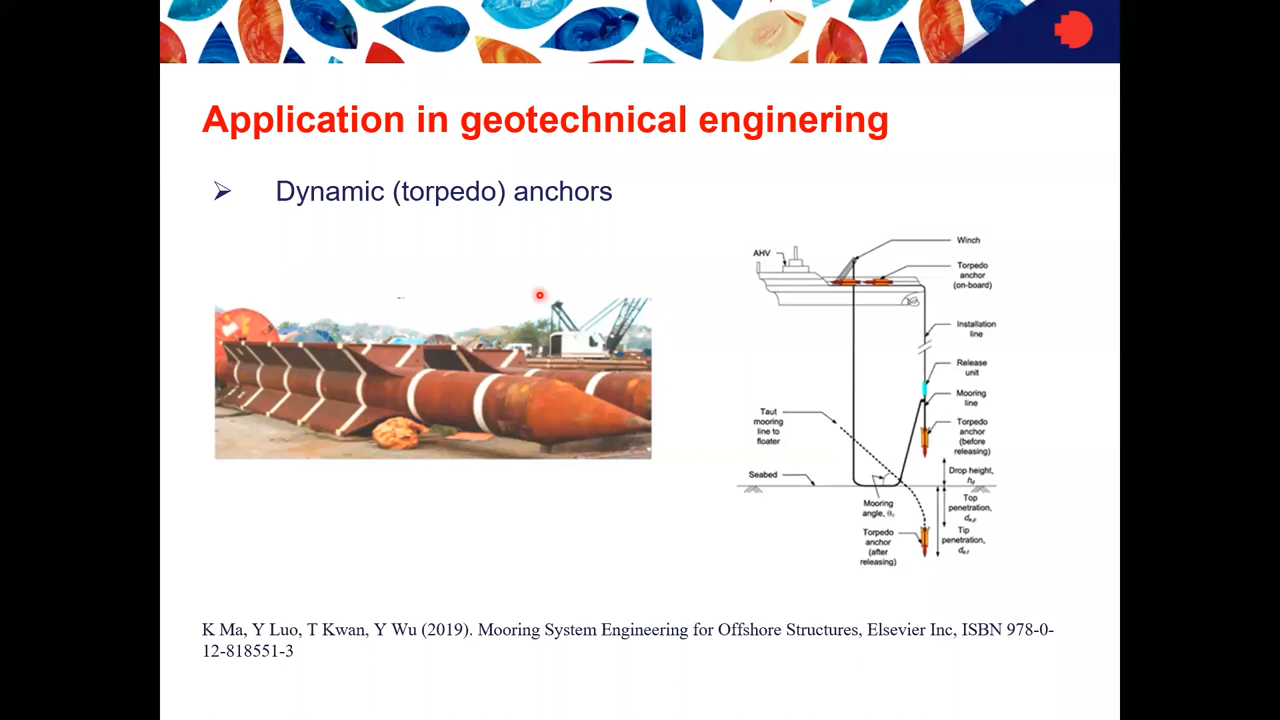 Application in geotechnical enginering
Dynamic (torpedo) anchors
Winch
AHV
Torpedo
anchor
(on-board)
Installation
line
Release
unit
Mooring
line
Taut
mooring
line to
floater
Torpedo
anchor
(before
releasing)
Seabed
Drop height,
Mooring
angle,
Top
penetration,
Torpedo
anchor
(after
releasing)
Tip
penetration,
K Ma, Y Luo, T Kwan, Y Wu (2019). Mooring System Engineering for Offshore Structures, Elsevier Inc, ISBN 978-0-
12-818551-3